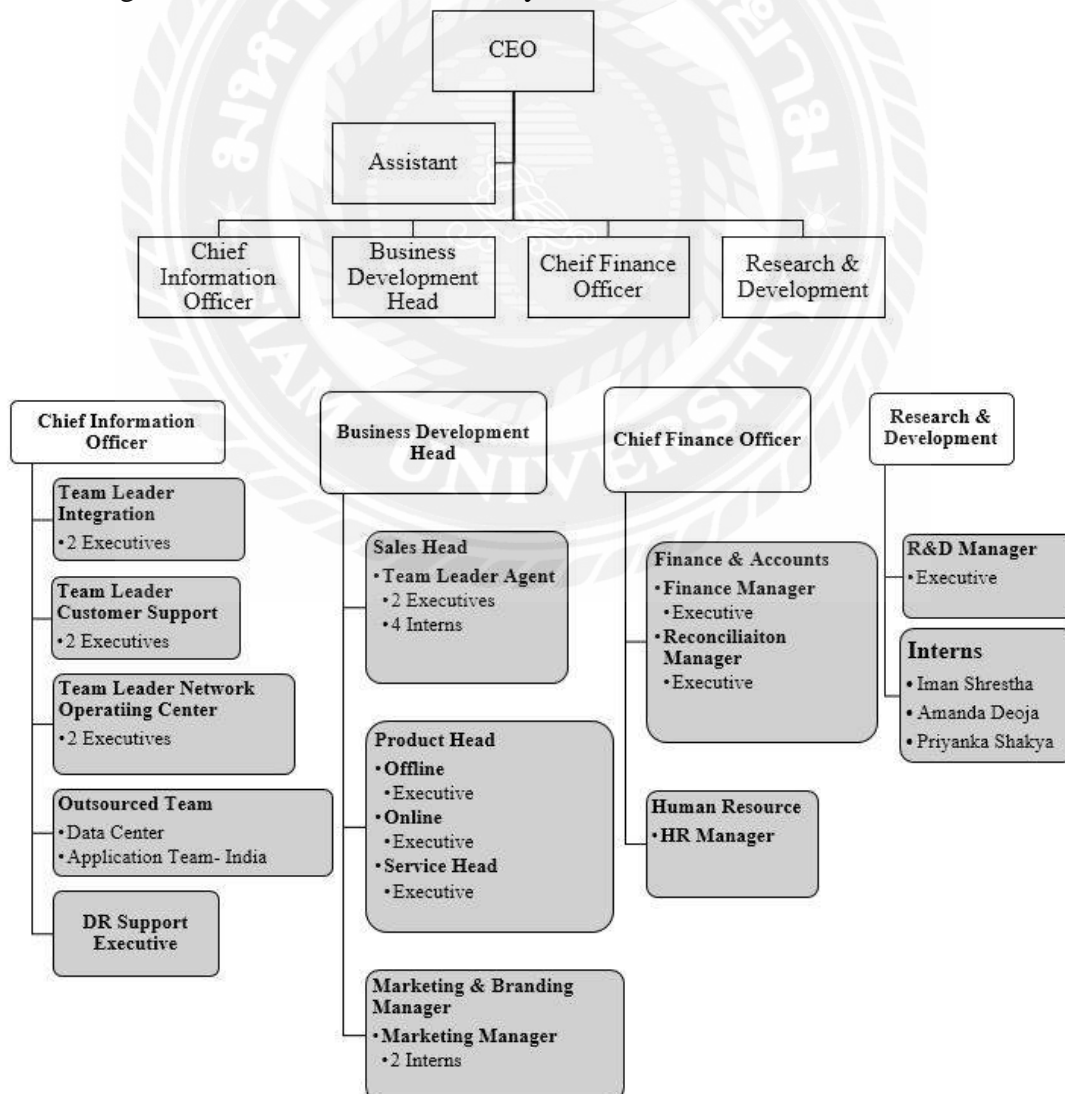 CEO
Assistant
Chief
Information
Officer
Business
Development
Head
Cheif Finance
Officer
Research &
Development
SIAM UNIVERSITY
Chief Information
Officer
Team Leader
Integration
•2 Executives
Team Leader
Customer Support
•2 Executives
Team Leader Network
Operatiing Center
•2 Executives
Outsourced Team
•Data Center
•Application Team- India
DR Support
Executive
Business Development
Head
Sales Head
•Team Leader Agent
•2 Executives
•4 Interns
Product Head
•Offline
•Executive
•Online
•Executive
•Service Head
•Executive
Marketing & Branding
Manager
•Marketing Manager
•2 Interns
Chief Finance Officer
Finance & Accounts
•Finance Manager
•Executive
•Reconciliaiton
Manager
•Executive
Human Resource
•HR Manager
Research &
Development
R&D Manager
•Executive
Interns
•Iman Shrestha
•Amanda Deoja
•Priyanka Shakya